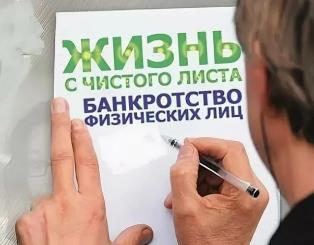 ЖИЗНЬ
С ЧИСТОГО ЛИСТА
БАНКРОТСТВО
ФИЗИЧЕСКИХ ЛИЦ